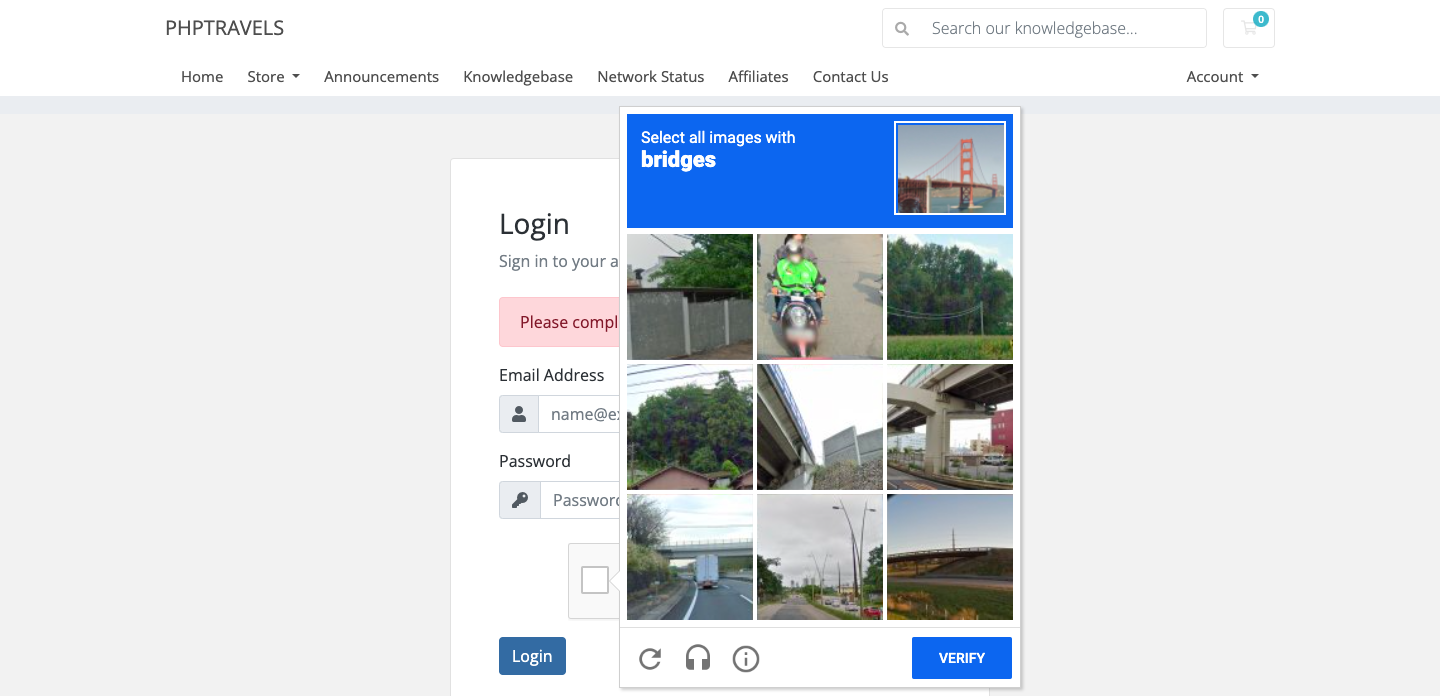 PHPTRAVELS
Search our knowledgebase...
0
Home Store Announcements Knowledgebase Network Status Affiliates Contact Us Account
Select all images with
bridges
Login
Sign in to your a
Please compl
Email Address
name@ex
Password
Password
Login
VERIFY